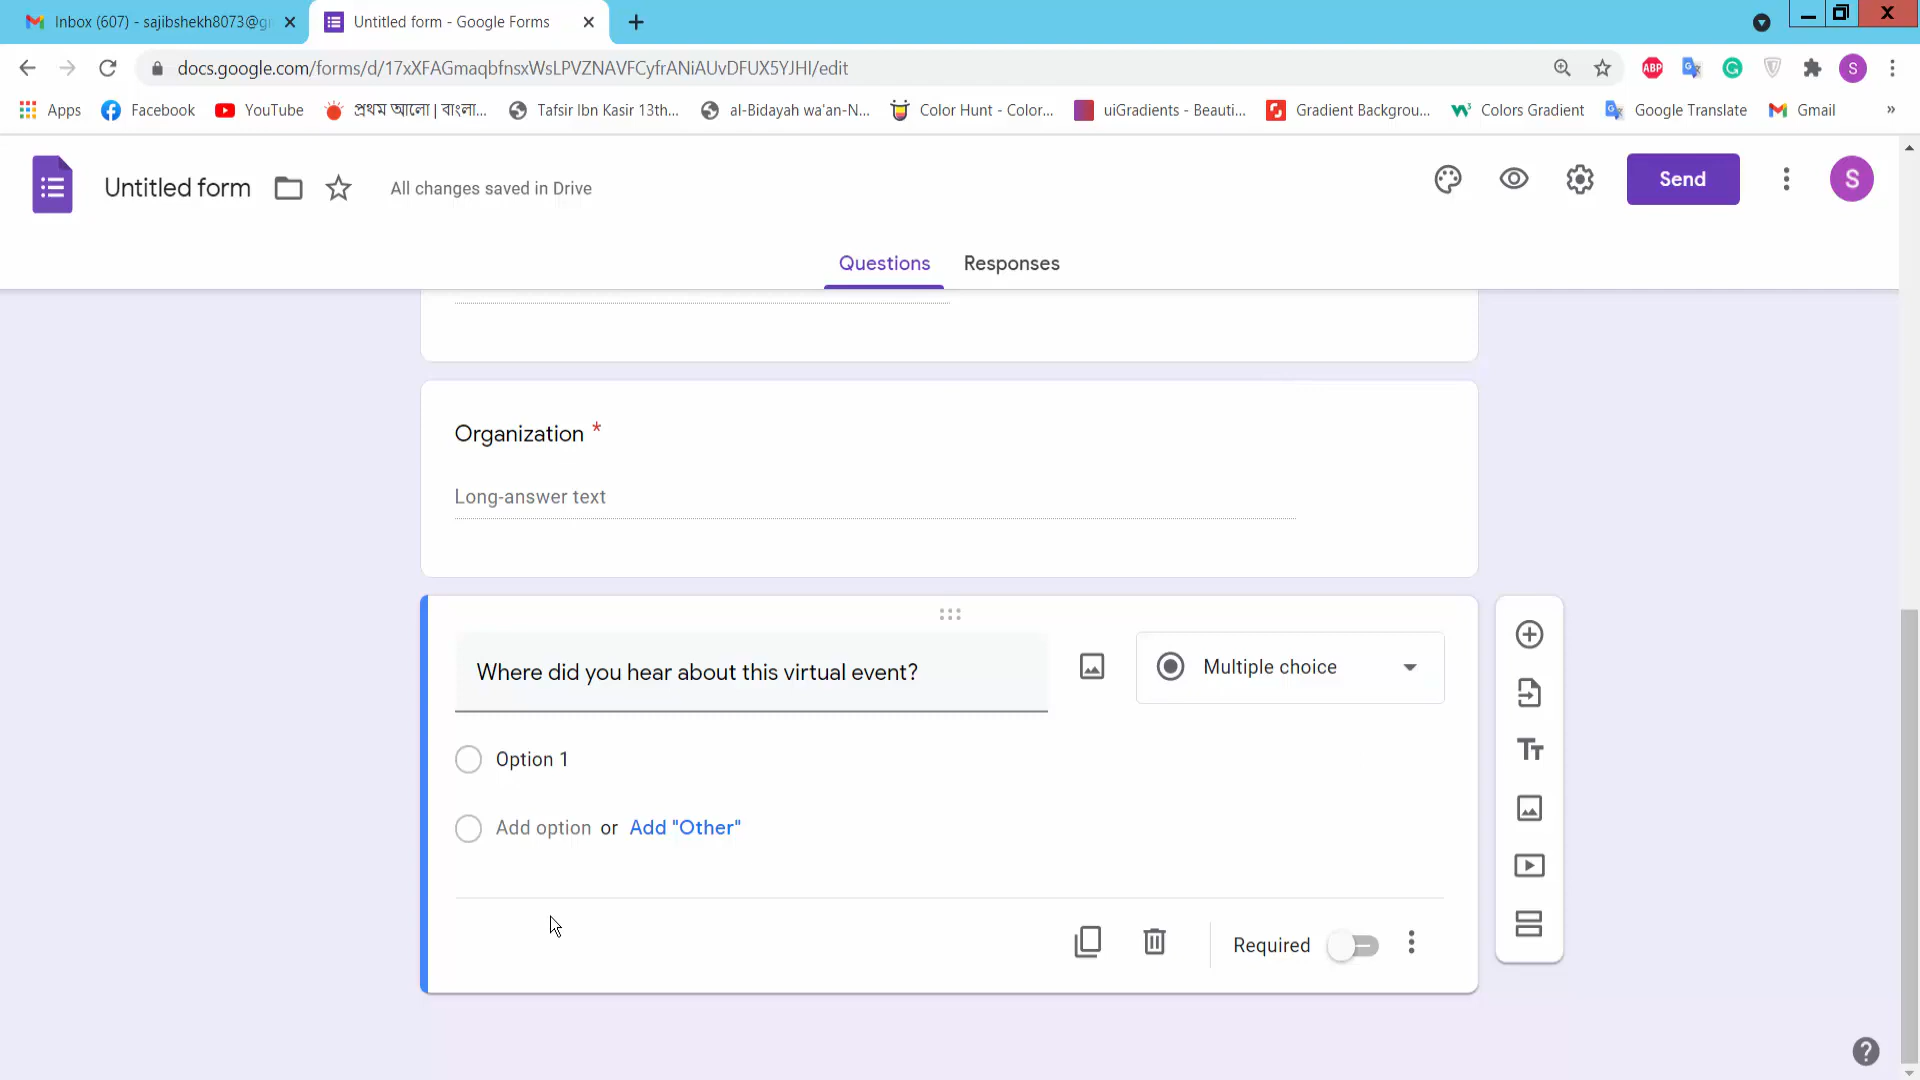 Inbox (607) - sajibshekh8073@g
Untitled form - Google Forms
docs.google.com/forms/d/17xXFAGmaqbfnsxWsLPVZNAVFCyfrANiAUvDFUX5YJHI/edit
ABP
S
Apps
Facebook
YouTube
প্রথম আলো | বাংলা...
Tafsir Ibn Kasir 13th...
al-Bidayah wa'an-N...
Color Hunt - Color...
uiGradients - Beauti...
Gradient Backgrou...
Colors Gradient
Google Translate
Gmail
»
Untitled form
All changes saved in Drive
Send
S
Questions
Responses
Organization *
Long-answer text
Where did you hear about this virtual event?
Multiple choice
Option 1
Add option or Add "Other"
Required